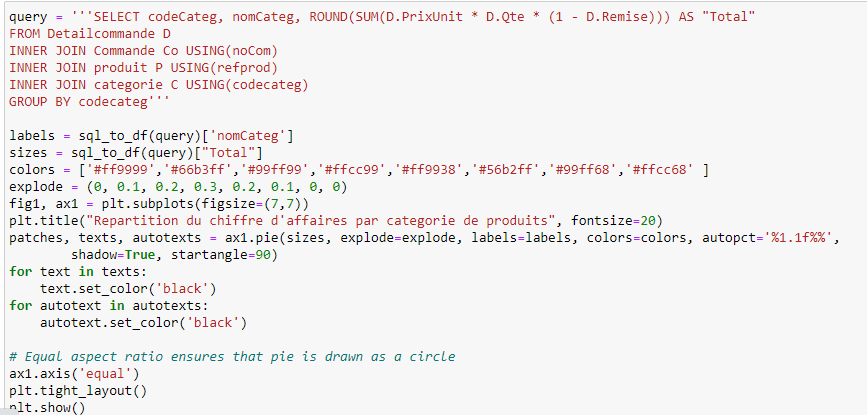 query = '''SELECT codeCateg, nomCateg, ROUND(SUM(D.PrixUnit * D.Qte * (1 - D.Remise))) AS "Total"
FROM Detailcommande D
INNER JOIN Commande Co USING(noCom)
INNER JOIN produit P USING(refprod)
INNER JOIN categorie C USING(codecateg)
GROUP BY codecateg'''

labels = sql_to_df(query)['nomCateg']
sizes = sql_to_df(query)["Total"]
colors = ['#ff9999','#66b3ff','#99ff99','#ffcc99','#ff9938','#56b2ff','#99ff68','#ffcc68' ]
explode = (0, 0.1, 0.2, 0.3, 0.2, 0.1, 0, 0)
fig1, ax1 = plt.subplots(figsize=(7,7))
plt.title("Repartition du chiffre d'affaires par categorie de produits", fontsize=20)
patches, texts, autotexts = ax1.pie(sizes, explode=explode, labels=labels, colors=colors, autopct='%1.1f%%',
        shadow=True, startangle=90)
for text in texts:
    text.set_color('black')
for autotext in autotexts:
    autotext.set_color('black')

# Equal aspect ratio ensures that pie is drawn as a circle
ax1.axis('equal')
plt.tight_layout()
plt.show()